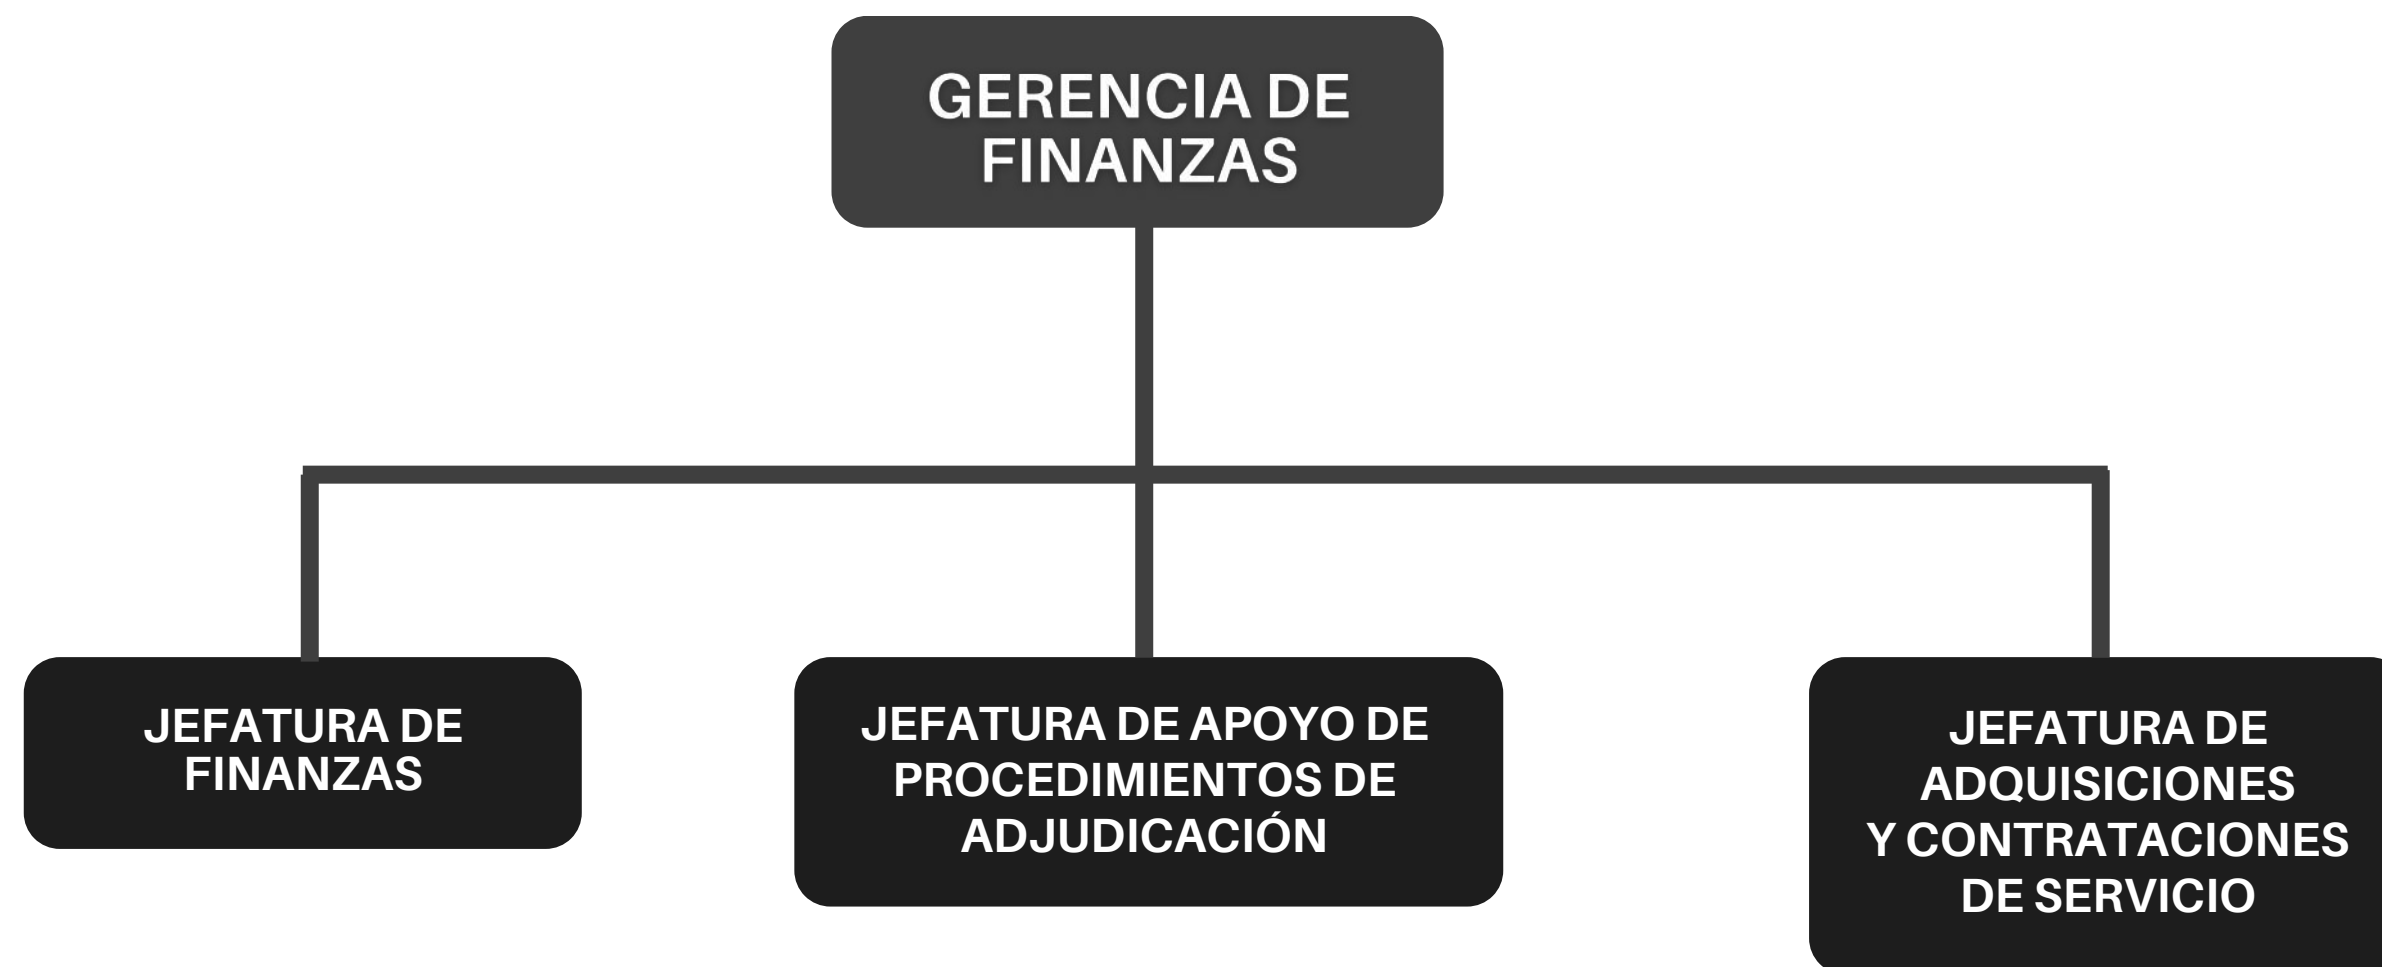 GERENCIA DE
FINANZAS
JEFATURA DE
FINANZAS
JEFATURA DE APOYO DE
PROCEDIMIENTOS DE
ADJUDICACIÓN
JEFATURA DE
ADQUISICIONES
Y CONTRATACIONES
DE SERVICIO